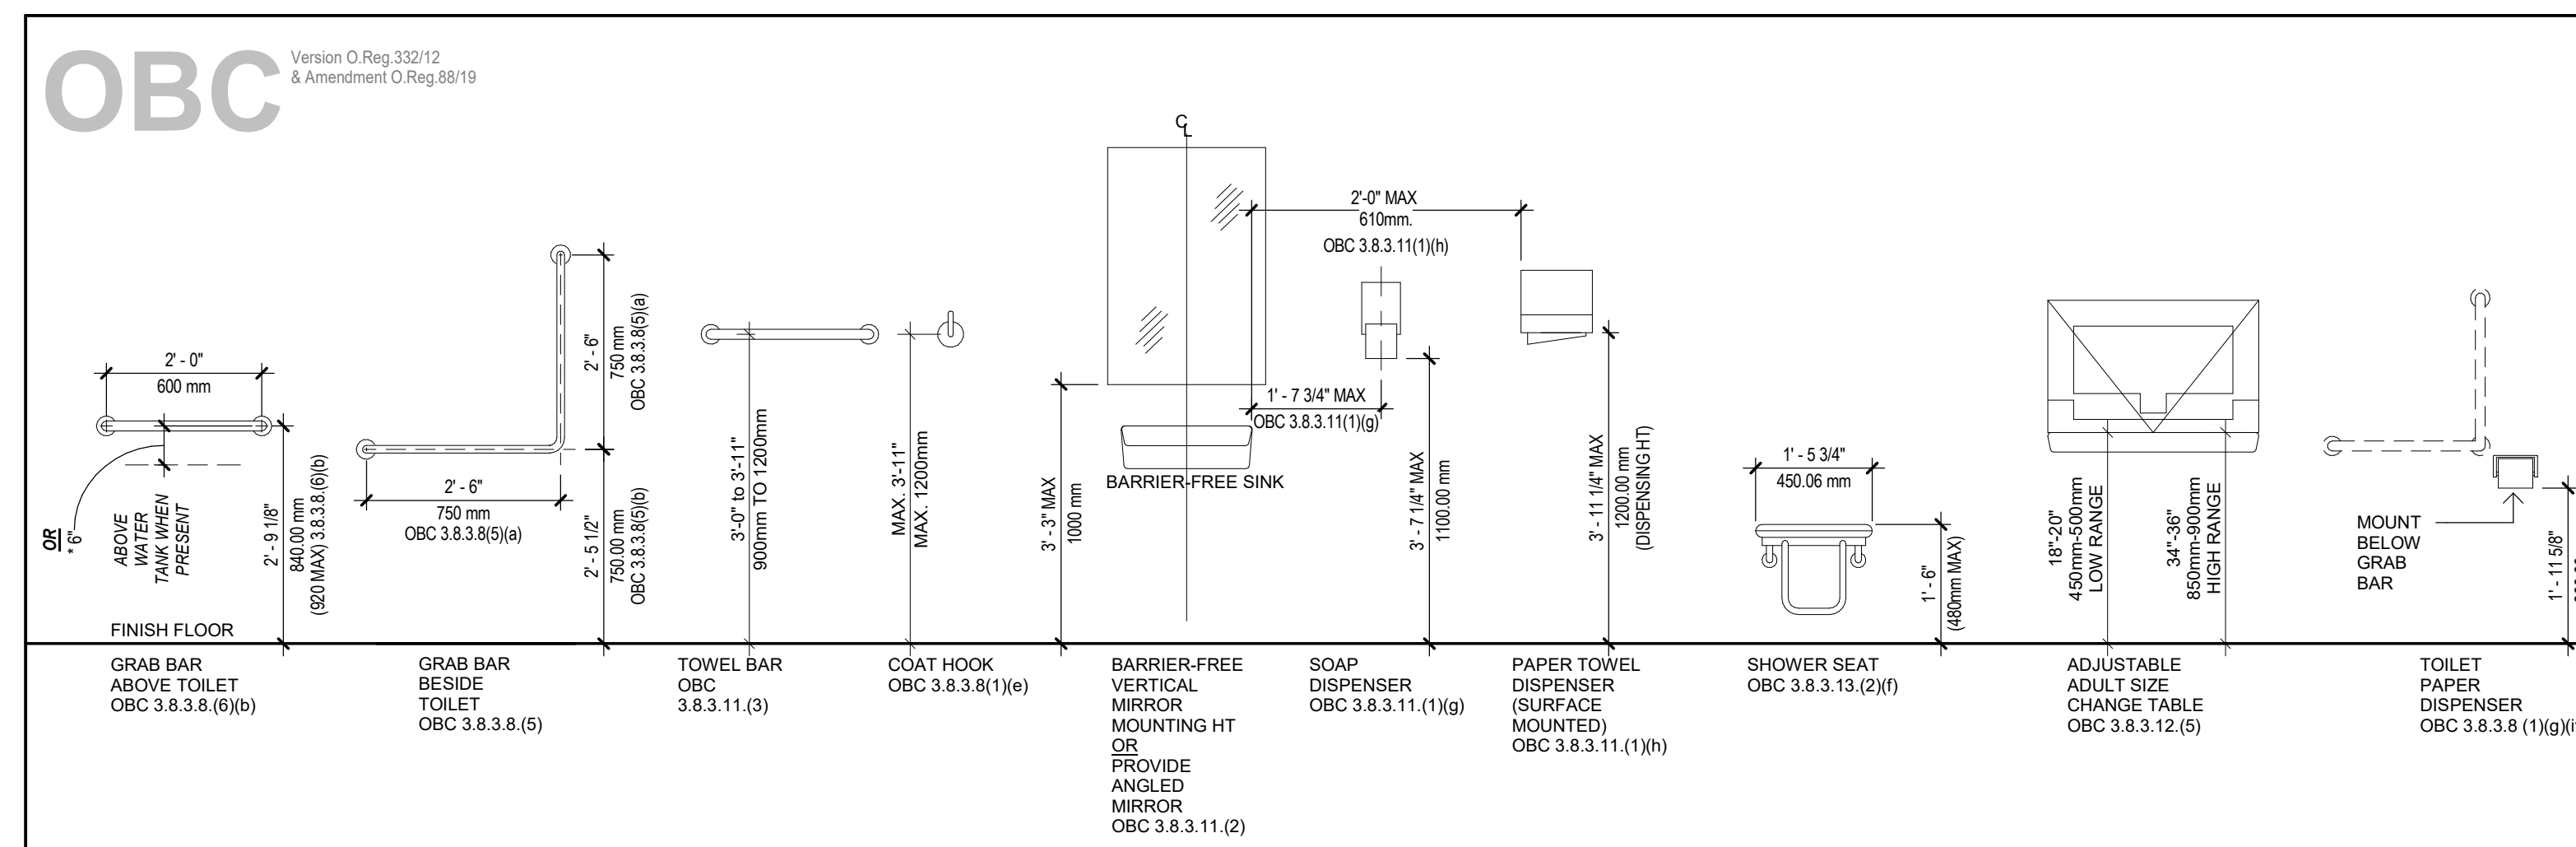 OBC
Version O.Reg.332/12
& Amendment O.Reg.88/19
2' - 0"
600 mm
OR
* 6"
ABOVE
WATER
TANK WHEN
PRESENT
2' - 9 1/8"
840.00 mm
(920 MAX) 3.8.3.8.(6)(b)
FINISH FLOOR
GRAB BAR
ABOVE TOILET
OBC 3.8.3.8.(6)(b)
2' - 6"
750 mm
OBC 3.8.3.8(5)(a)
2' - 6"
750 mm
OBC 3.8.3.8(5)(a)
2' - 5 1/2"
750.00 mm
OBC 3.8.3.8(5)(b)
GRAB BAR
BESIDE
TOILET
OBC 3.8.3.8.(5)
3'-0" to 3'-11"
900mm TO 1200mm
TOWEL BAR
OBC
3.8.3.11.(3)
MAX. 3'-11"
MAX. 1200mm
COAT HOOK
OBC 3.8.3.8(1)(e)
CL
3' - 3" MAX
1000 mm
BARRIER-FREE SINK
BARRIER-FREE
VERTICAL
MIRROR
MOUNTING HT
OR
PROVIDE
ANGLED
MIRROR
OBC 3.8.3.11.(2)
2'-0" MAX
610mm.
OBC 3.8.3.11(1)(h)
1' - 7 3/4" MAX
OBC 3.8.3.11(1)(g)
3' - 7 1/4" MAX
1100.00 mm
SOAP
DISPENSER
OBC 3.8.3.11.(1)(g)
3' - 11 1/4" MAX
1200.00 mm
(DISPENSING HT)
PAPER TOWEL
DISPENSER
(SURFACE
MOUNTED)
OBC 3.8.3.11.(1)(h)
1' - 5 3/4"
450.06 mm
1' - 6"
(480mm MAX)
SHOWER SEAT
OBC 3.8.3.13.(2)(f)
18"-20"
450mm-500mm
LOW RANGE
34"-36"
850mm-900mm
HIGH RANGE
ADJUSTABLE
ADULT SIZE
CHANGE TABLE
OBC 3.8.3.12.(5)
MOUNT
BELOW
GRAB
BAR
1' - 11 5/8"
TOILET
PAPER
DISPENSER
OBC 3.8.3.8 (1)(g)(i